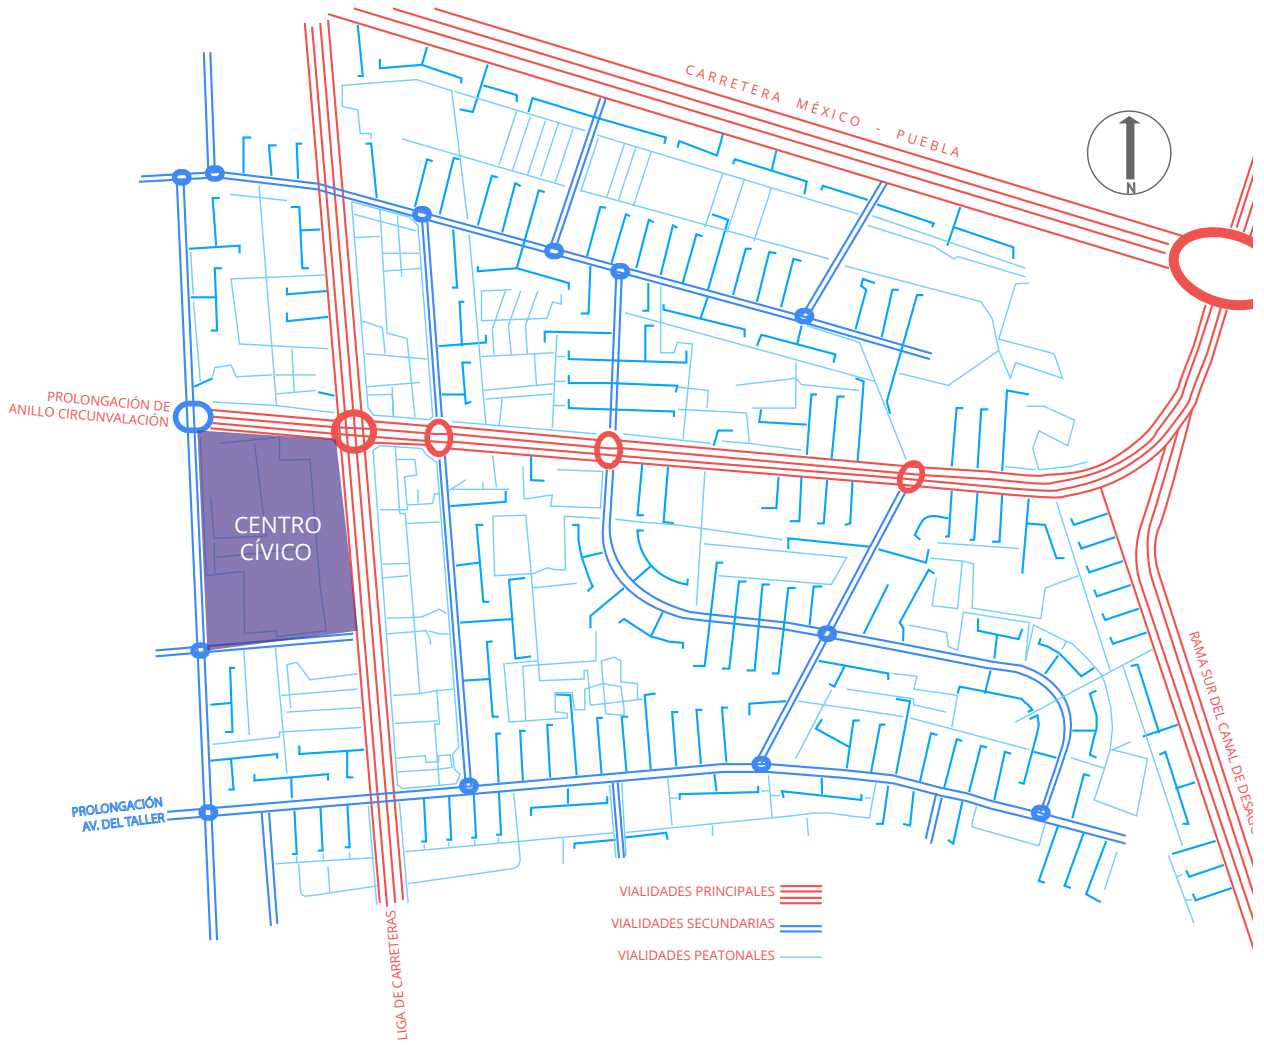 CARRETERA MÉXICO - PUEBLA
N
PROLONGACIÓN DE
ANILLO CIRCUNVALACIÓN
CENTRO
CÍVICO
RAMA SUR DEL CANAL DE DESAGÜ
PROLONGACIÓN
AV. DEL TALLER
LIGA DE CARRETERAS
VIALIDADES PRINCIPALES
VIALIDADES SECUNDARIAS
VIALIDADES PEATONALES